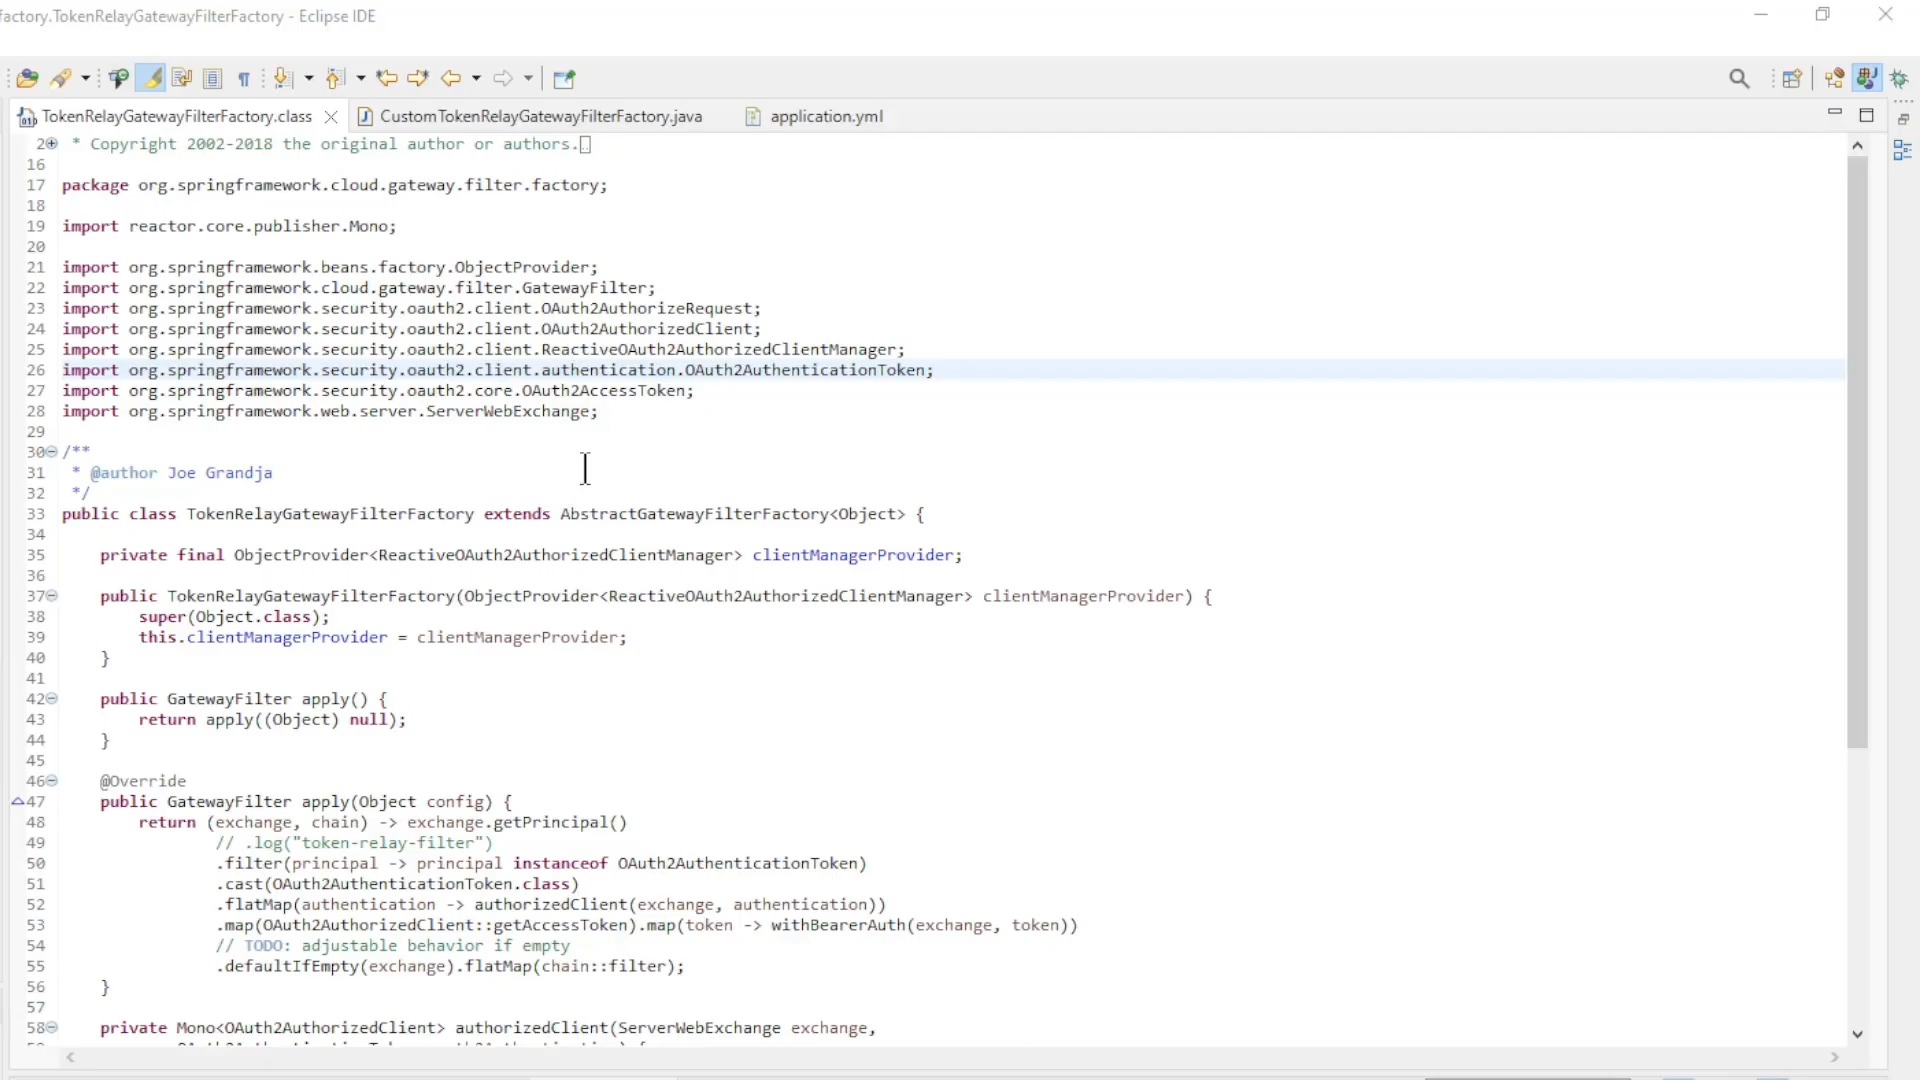 factory.TokenRelayGatewayFilterFactory - Eclipse IDE
TokenRelayGatewayFilterFactory.class
CustomTokenRelayGatewayFilterFactory.java
application.yml
2 * Copyright 2002-2018 the original author or authors.
16
17 package org.springframework.cloud.gateway.filter.factory;
18
19 import reactor.core.publisher.Mono;
20
21 import org.springframework.beans.factory.ObjectProvider;
22 import org.springframework.cloud.gateway.filter.GatewayFilter;
23 import org.springframework.security.oauth2.client.OAuth2AuthorizeRequest;
24 import org.springframework.security.oauth2.client.OAuth2AuthorizedClient;
25 import org.springframework.security.oauth2.client.ReactiveOAuth2AuthorizedClientManager;
26 import org.springframework.security.oauth2.client.authentication.OAuth2AuthenticationToken;
27 import org.springframework.security.oauth2.core.OAuth2AccessToken;
28 import org.springframework.web.server.ServerWebExchange;
29
30 /**
31 * @author Joe Grandja
32 */
33 public class TokenRelayGatewayFilterFactory extends AbstractGatewayFilterFactory<Object> {
34
35 private final ObjectProvider<ReactiveOAuth2AuthorizedClientManager> clientManagerProvider;
36
37 public TokenRelayGatewayFilterFactory(ObjectProvider<ReactiveOAuth2AuthorizedClientManager> clientManagerProvider) {
38 super(Object.class);
39 this.clientManagerProvider = clientManagerProvider;
40 }
41
42 public GatewayFilter apply() {
43 return apply((Object) null);
44 }
45
46 @Override
47 public GatewayFilter apply(Object config) {
48 return (exchange, chain) -> exchange.getPrincipal()
49 // .log("token-relay-filter")
50 .filter(principal -> principal instanceof OAuth2AuthenticationToken)
51 .cast(OAuth2AuthenticationToken.class)
52 .flatMap(authentication -> authorizedClient(exchange, authentication))
53 .map(OAuth2AuthorizedClient::getAccessToken).map(token -> withBearerAuth(exchange, token))
54 // TODO: adjustable behavior if empty
55 .defaultIfEmpty(exchange).flatMap(chain::filter);
56 }
57
58 private Mono<OAuth2AuthorizedClient> authorizedClient(ServerWebExchange exchange,